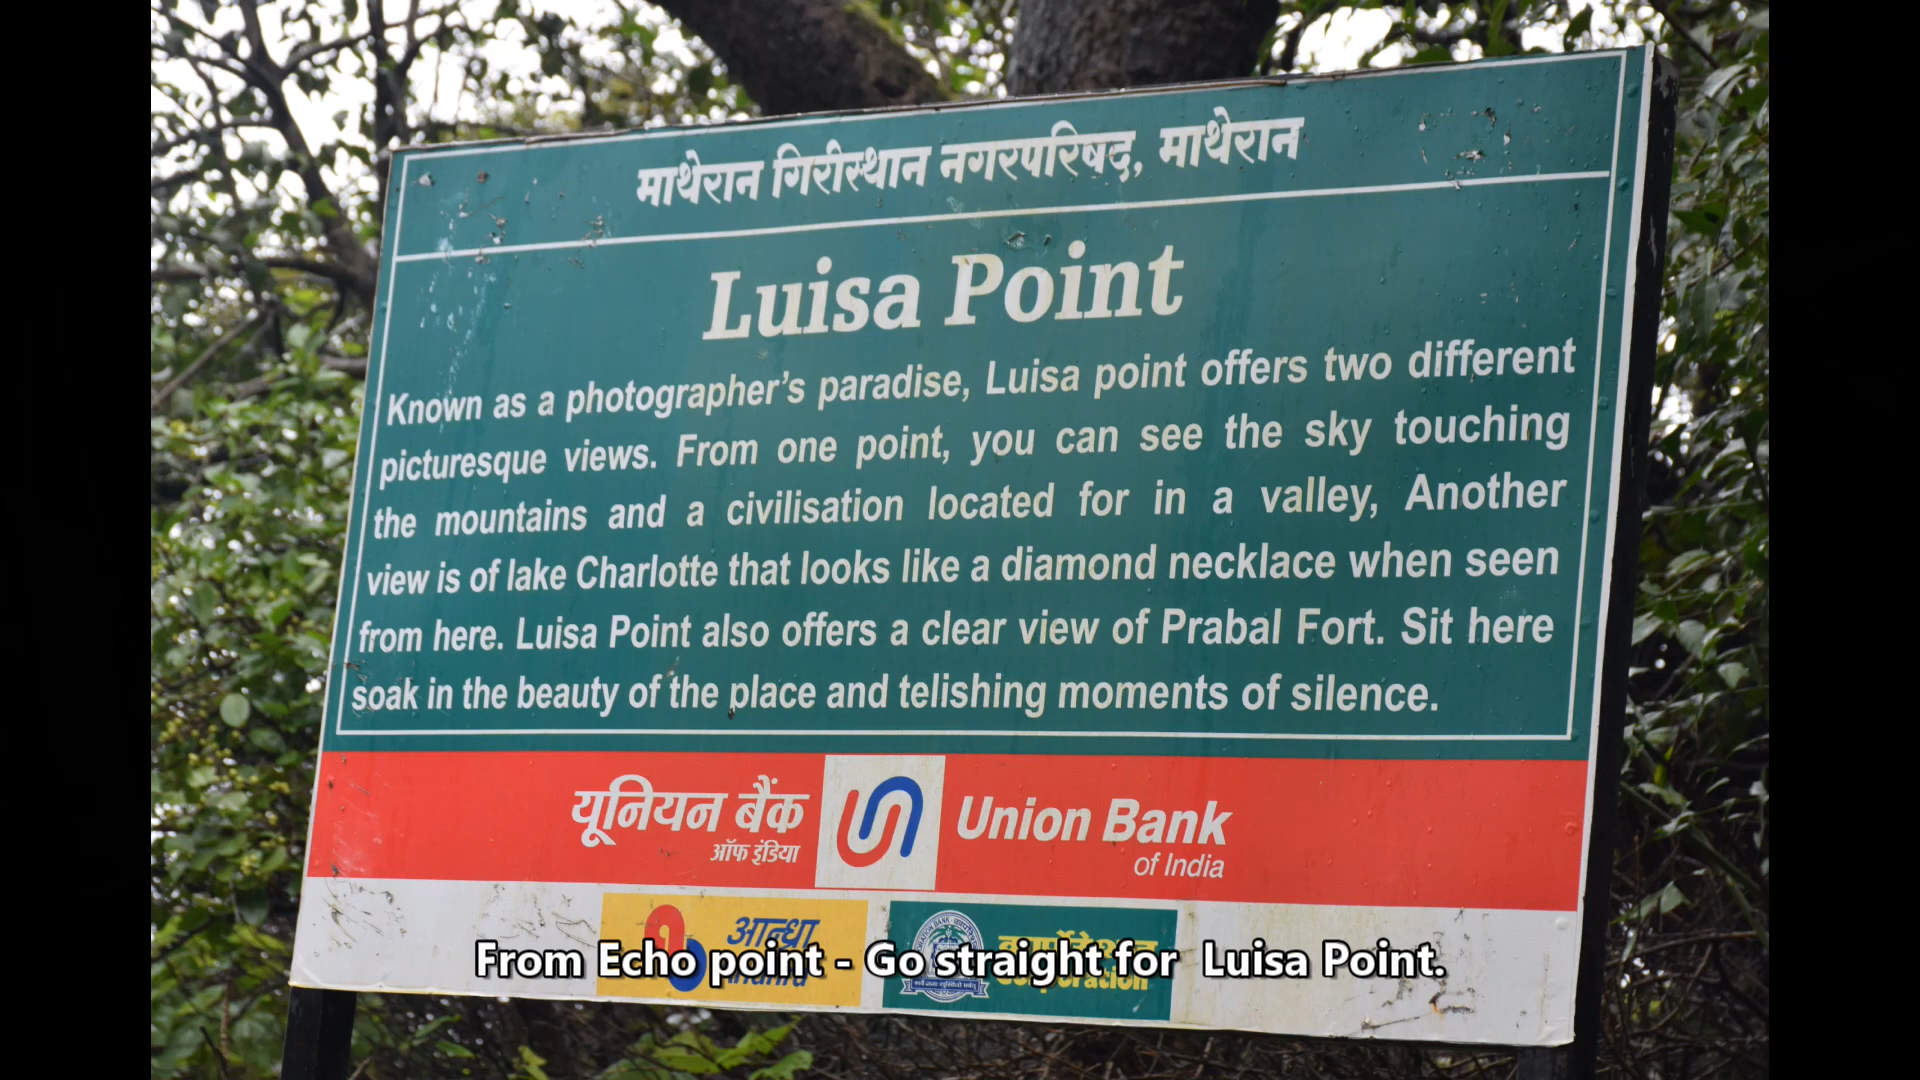 माथेरान गिरीस्थान नगरपरिषद, माथेरान
Luisa Point
Known as a photographer's paradise, Luisa point offers two different
picturesque views. From one point, you can see the sky touching
the mountains and a civilisation located for in a valley, Another
view is of lake Charlotte that looks like a diamond necklace when seen
from here. Luisa Point also offers a clear view of Prabal Fort. Sit here
soak in the beauty of the place and telishing moments of silence.
यूनियन बैंक
ऑफ इंडिया
Union Bank
of India
आन्ध्रा
From Echo point - Go straight for Luisa Point.